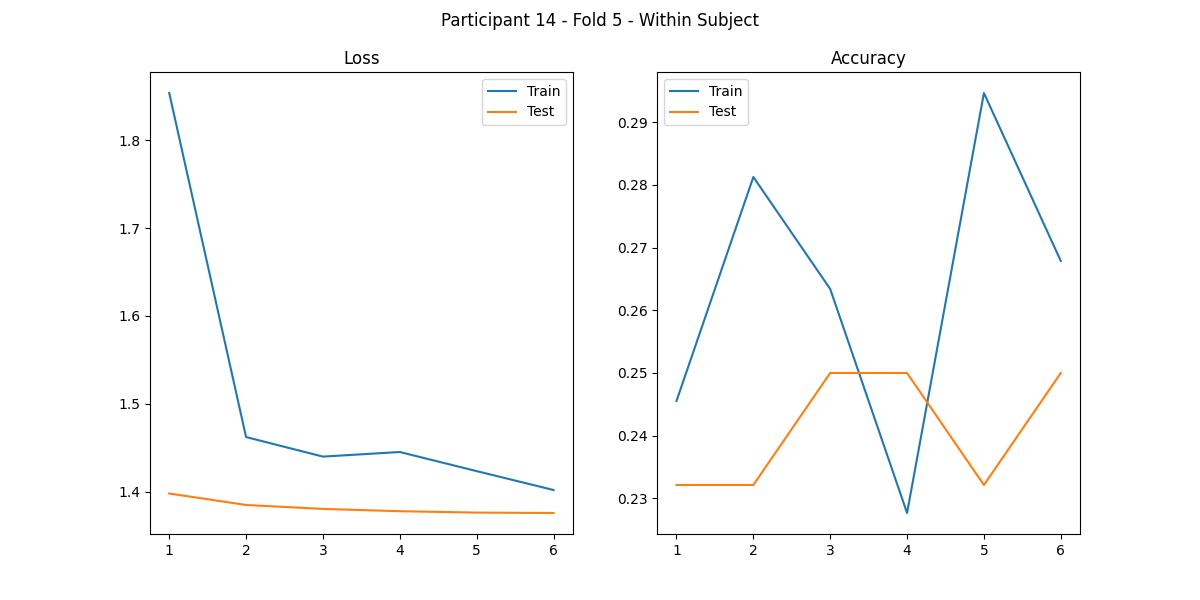 Participant 14 - Fold 5 - Within Subject
Loss
Train
Test
1.8
1.7
1.6
1.5
1.4
1 2 3 4 5 6
Accuracy
Train
Test
0.29
0.28
0.27
0.26
0.25
0.24
0.23
1 2 3 4 5 6